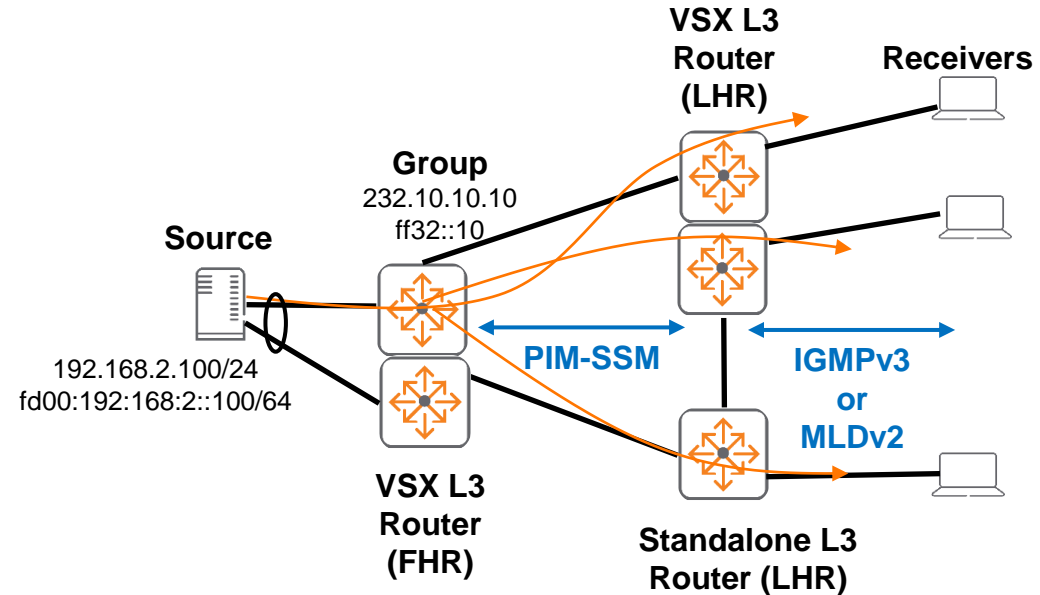 VSX L3
Router
(LHR)
Receivers
Group
232.10.10.10
ff32::10
Source
192.168.2.100/24
fd00:192:168:2::100/64
PIM-SSM
IGMPv3
or
MLDv2
VSX L3
Router
(FHR)
Standalone L3
Router (LHR)